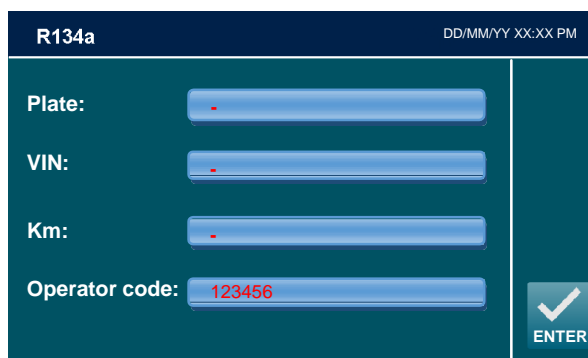 R134a DD/MM/YY XX:XX PM
Plate: -
VIN: -
Km: -
Operator code: 123456
ENTER